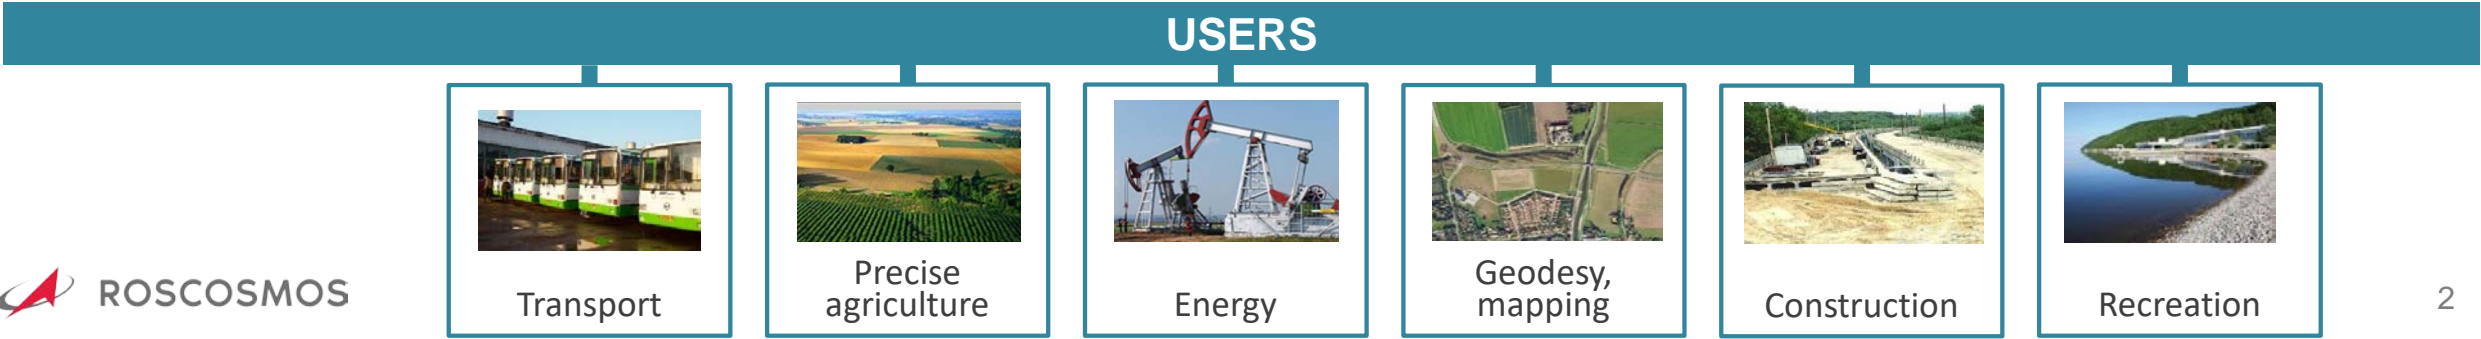 USERS
Transport
Precise
agriculture
Energy
Geodesy,
mapping
Construction
Recreation
ROSCOSMOS
2